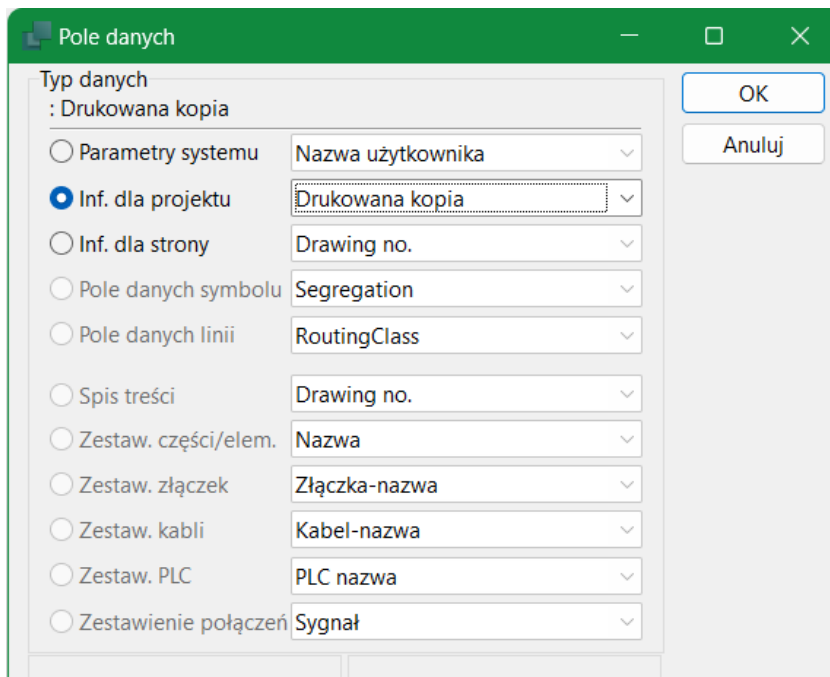 Pole danych
Typ danych
: Drukowana kopia
OK
Anuluj
Parametry systemu Nazwa użytkownika
Inf. dla projektu Drukowana kopia
Inf. dla strony Drawing no.
Pole danych symbolu Segregation
Pole danych linii RoutingClass
Spis treści Drawing no.
Zestaw. części/elem. Nazwa
Zestaw. złączek Złączka-nazwa
Zestaw. kabli Kabel-nazwa
Zestaw. PLC PLC nazwa
Zestawienie połączeń Sygnał